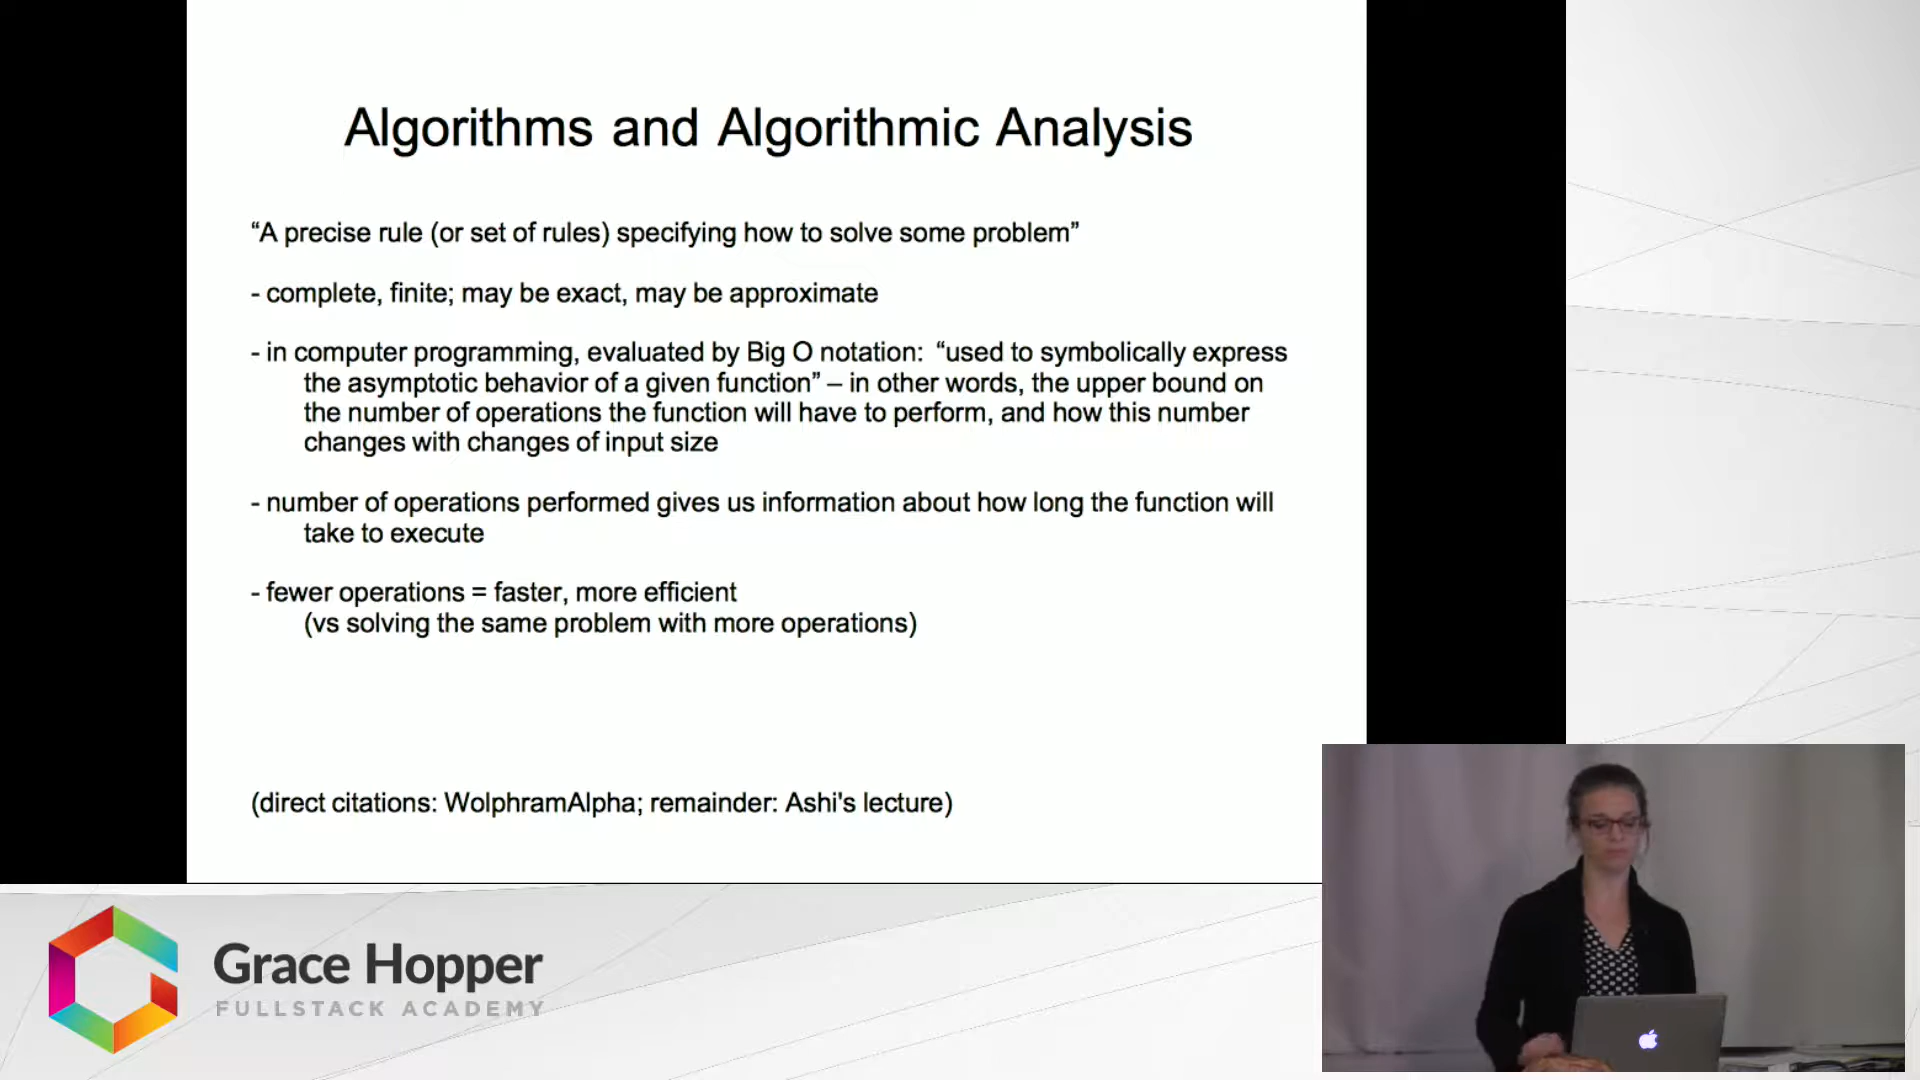 Algorithms and Algorithmic Analysis
“A precise rule (or set of rules) specifying how to solve some problem”
- complete, finite; may be exact, may be approximate
- in computer programming, evaluated by Big O notation: “used to symbolically express
the asymptotic behavior of a given function” – in other words, the upper bound on
the number of operations the function will have to perform, and how this number
changes with changes of input size
- number of operations performed gives us information about how long the function will
take to execute
- fewer operations = faster, more efficient
(vs solving the same problem with more operations)
(direct citations: WolphramAlpha; remainder: Ashi's lecture)
Grace Hopper
FULLSTACK ACADEMY